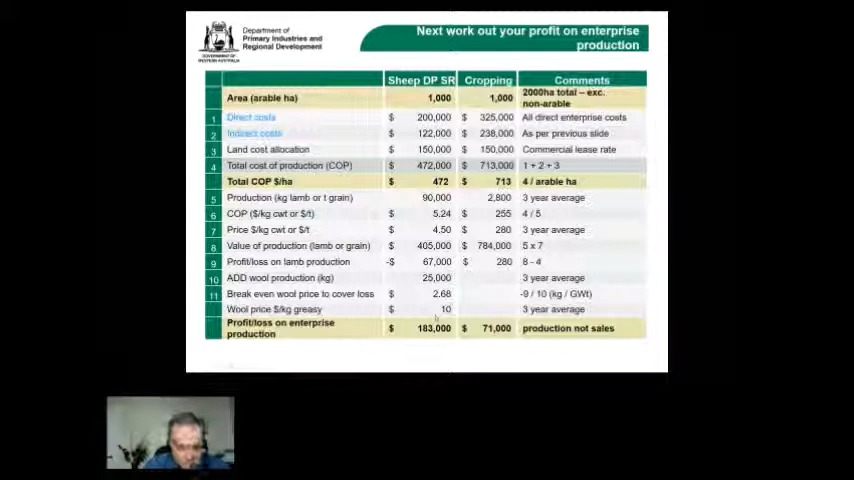 Department of
Primary Industries and
Regional Development
GOVERNMENT OF
WESTERN AUSTRALIA
Next work out your profit on enterprise
production
Sheep DP SR Cropping Comments
Area (arable ha) 1,000 1,000 2000ha total – exc.
non-arable
1 Direct costs $ 200,000 $ 325,000 All direct enterprise costs
2 Indirect costs $ 122,000 $ 238,000 As per previous slide
3 Land cost allocation $ 150,000 $ 150,000 Commercial lease rate
4 Total cost of production (COP) $ 472,000 $ 713,000 1 + 2 + 3
Total COP $/ha $ 472 $ 713 4 / arable ha
5 Production (kg lamb or t grain) 90,000 2,800 3 year average
6 COP ($/kg cwt or $/t) $ 5.24 $ 255 4 / 5
7 Price $/kg cwt or $/t $ 4.50 $ 280 3 year average
8 Value of production (lamb or grain) $ 405,000 $ 784,000 5 x 7
9 Profit/loss on lamb production -$ 67,000 $ 280 8 – 4
10 ADD wool production (kg) 25,000 3 year average
11 Break even wool price to cover loss $ 2.68 -9 / 10 (kg / GWt)
Wool price $/kg greasy $ 10 3 year average
Profit/loss on enterprise
production $ 183,000 $ 71,000 production not sales